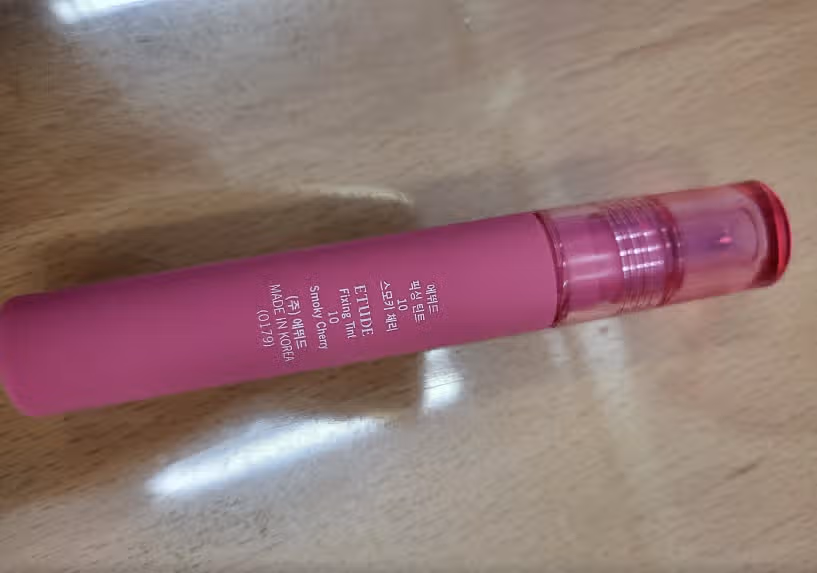 에뛰드
픽싱 틴트
10
스모키 체리
ETUDE
Fixing Tint
10
Smoky Cherry
(주) 에뛰드
MADE IN KOREA
(0179)